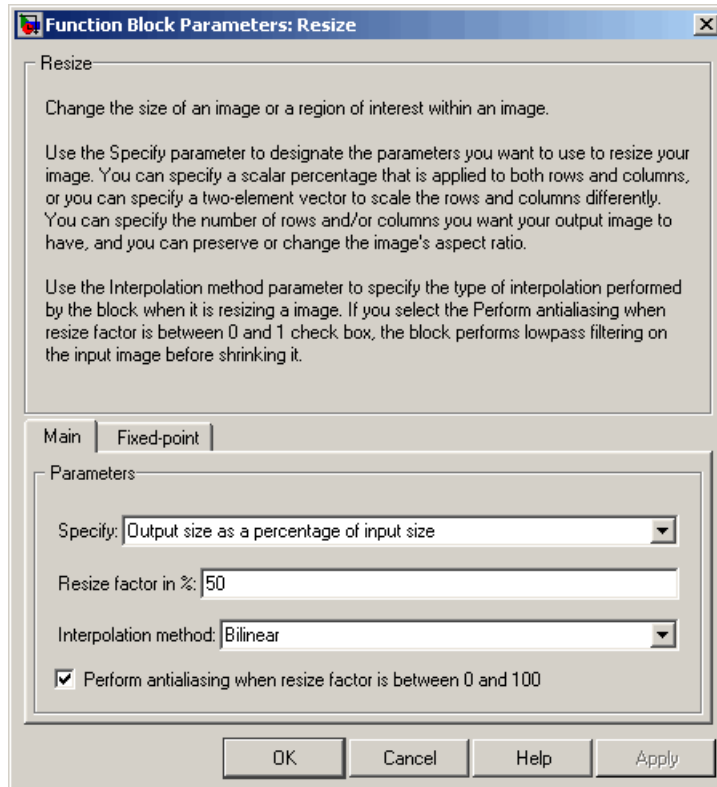 Function Block Parameters: Resize
Resize
Change the size of an image or a region of interest within an image.
Use the Specify parameter to designate the parameters you want to use to resize your
image. You can specify a scalar percentage that is applied to both rows and columns,
or you can specify a two-element vector to scale the rows and columns differently.
You can specify the number of rows and/or columns you want your output image to
have, and you can preserve or change the image's aspect ratio.
Use the Interpolation method parameter to specify the type of interpolation performed
by the block when it is resizing a image. If you select the Perform antialiasing when
resize factor is between 0 and 1 check box, the block performs lowpass filtering on
the input image before shrinking it.
Main Fixed-point
Parameters
Specify: Output size as a percentage of input size
Resize factor in %: 50
Interpolation method: Bilinear
Perform antialiasing when resize factor is between 0 and 100
OK Cancel Help Apply